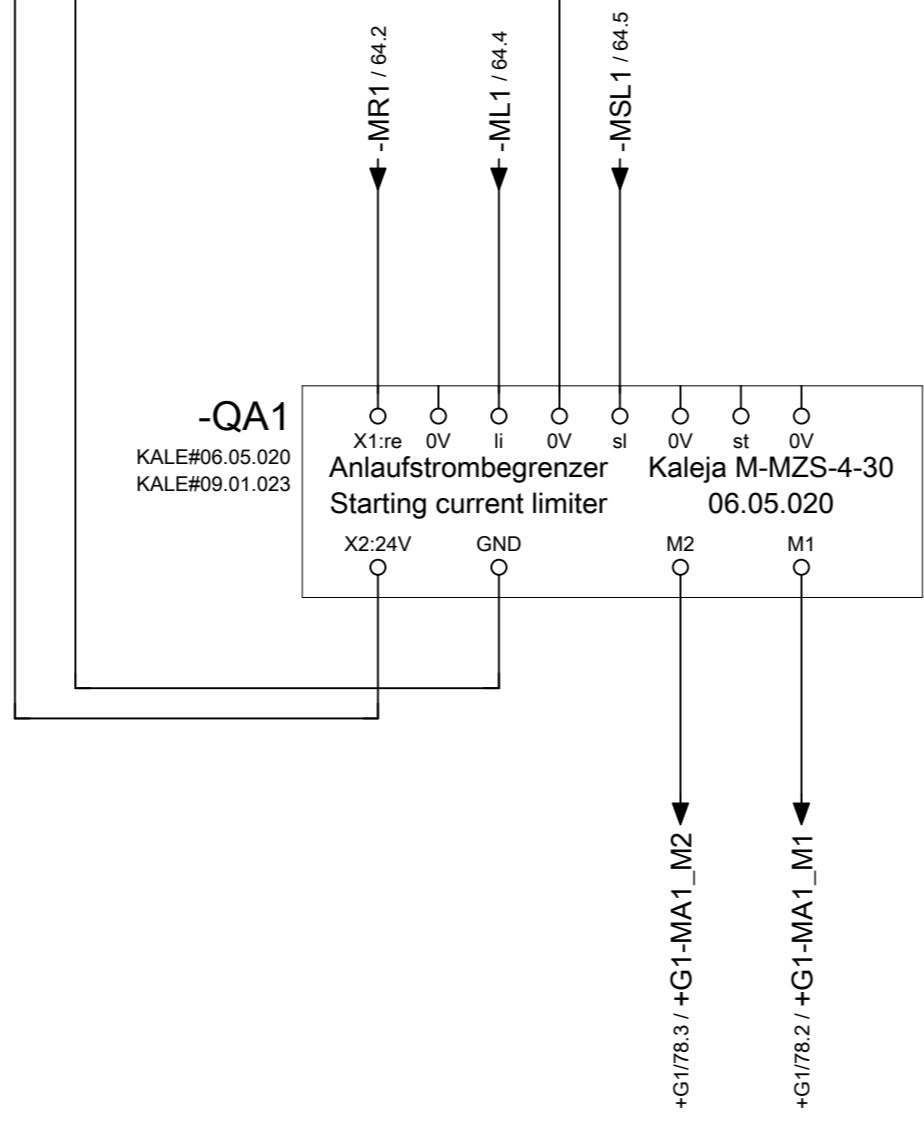 -MR1 / 64.2
-ML1 / 64.4
-MSL1 / 64.5
-QA1
KALE#06.05.020
KALE#09.01.023
X1:re 0V li 0V sl 0V st 0V
Anlaufstrombegrenzer Kaleja M-MZS-4-30
Starting current limiter 06.05.020
X2:24V GND M2 M1
+G1/78.3 / +G1-MA1_M2
+G1/78.2 / +G1-MA1_M1